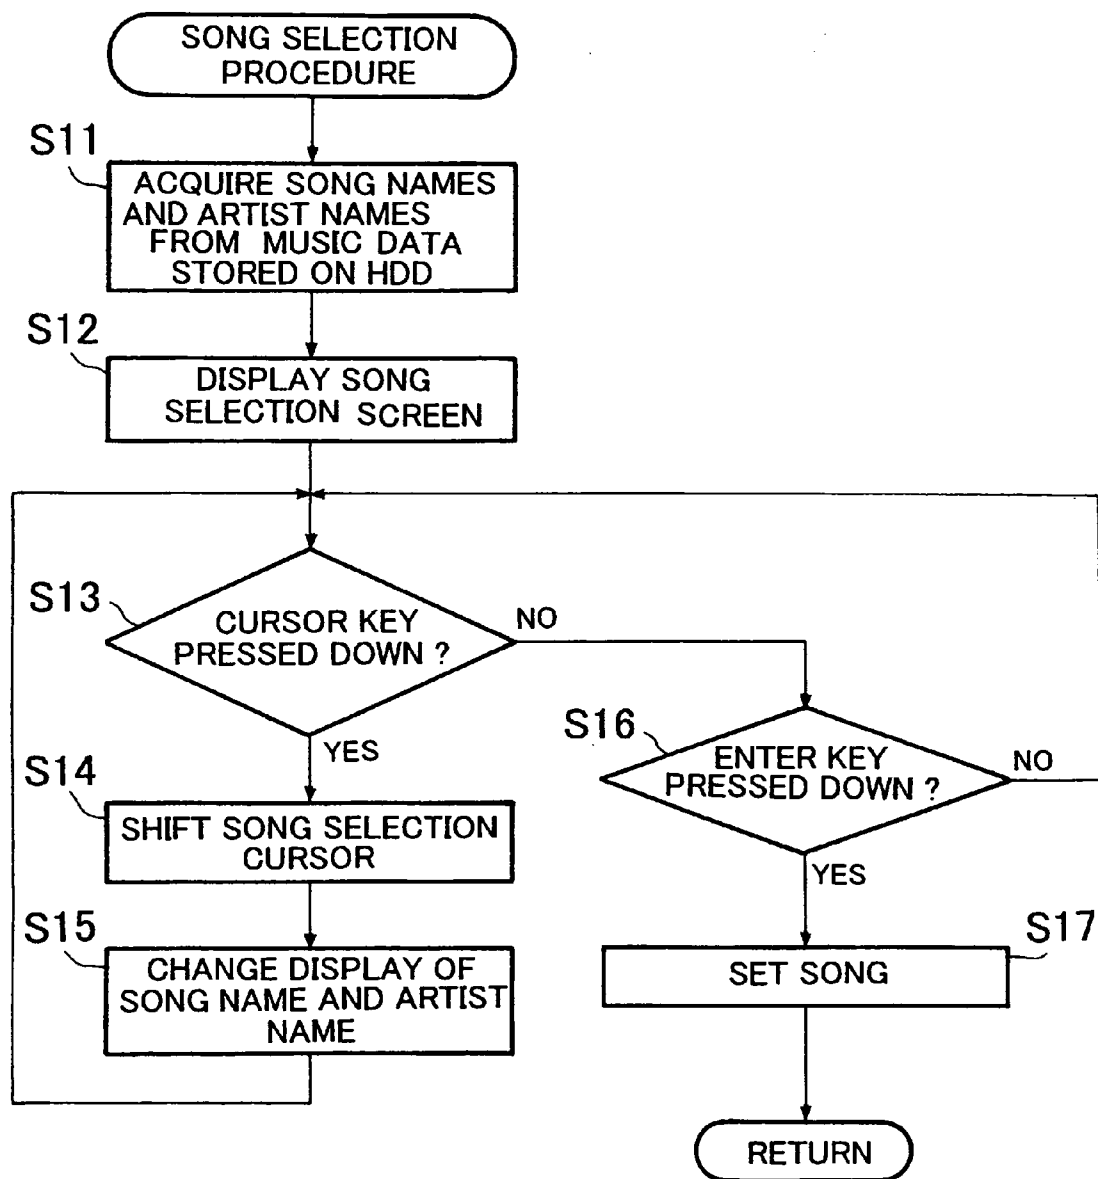 SONG SELECTION
PROCEDURE
S11
ACQUIRE SONG NAMES
AND ARTIST NAMES
FROM MUSIC DATA
STORED ON HDD
S12
DISPLAY SONG
SELECTION SCREEN
S13
CURSOR KEY
PRESSED DOWN ?
NO
YES
S14
SHIFT SONG SELECTION
CURSOR
S15
CHANGE DISPLAY OF
SONG NAME AND ARTIST
NAME
S16
ENTER KEY
PRESSED DOWN ?
NO
YES
S17
SET SONG
RETURN